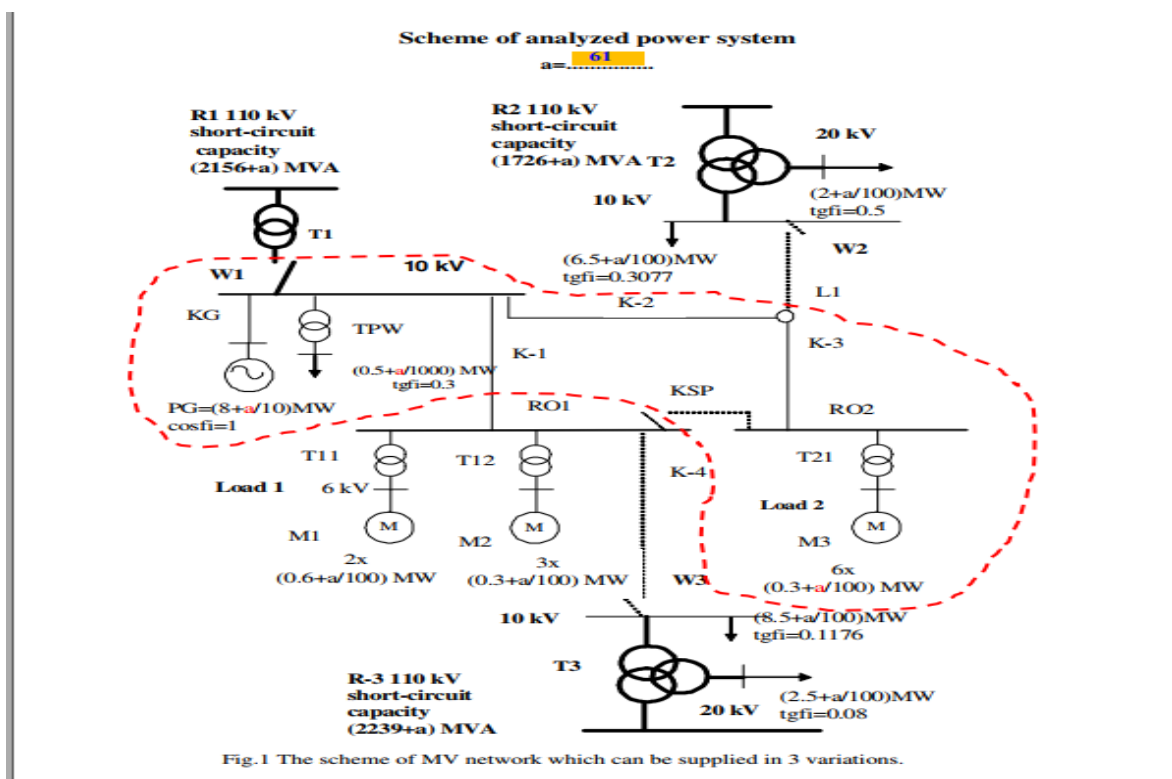 Scheme of analyzed power system
a=....61............
R1 110 kV
short-circuit
capacity
(2156+a) MVA
R2 110 kV
short-circuit
capacity
(1726+a) MVA T2
20 kV
(2+a/100)MW
tgfi=0.5
10 kV
T1
W2
(6.5+a/100)MW
tgfi=0.3077
W1
10 kV
L1
K-2
KG
TPW
K-1
K-3
(0.5+a/1000) MW
tgfi=0.3
KSP
PG=(8+a/10)MW
cosfi=1
RO1
RO2
T11
T12
K-4
T21
Load 1
6 kV
Load 2
M
M
M
M1
M2
M3
2x
(0.6+a/100) MW
3x
(0.3+a/100) MW
6x
(0.3+a/100) MW
W3
10 kV
(8.5+a/100)MW
tgfi=0.1176
T3
R-3 110 kV
short-circuit
capacity
(2239+a) MVA
20 kV
(2.5+a/100)MW
tgfi=0.08
Fig.1 The scheme of MV network which can be supplied in 3 variations.